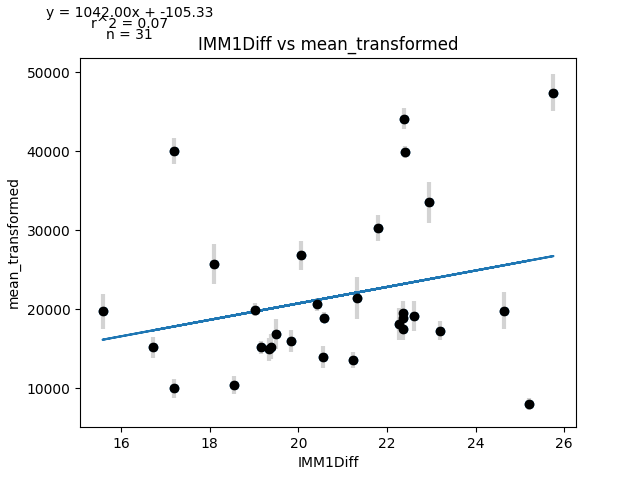 y = 1042.00x + -105.33
r^2 = 0.07
n = 31
IMM1Diff vs mean_transformed
50000
40000
30000
20000
10000
mean_transformed
16 18 20 22 24 26
IMM1Diff